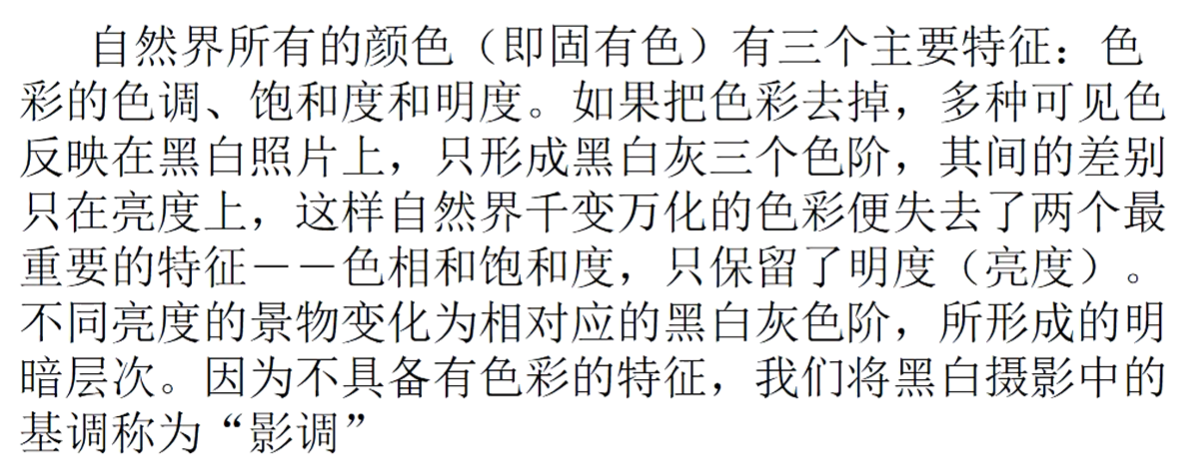 自然界所有的颜色（即固有色）有三个主要特征：色
彩的色调、饱和度和明度。如果把色彩去掉，多种可见色
反映在黑白照片上，只形成黑白灰三个色阶，其间的差别
只在亮度上，这样自然界千变万化的色彩便失去了两个最
重要的特征－－色相和饱和度，只保留了明度（亮度）。
不同亮度的景物变化为相对应的黑白灰色阶，所形成的明
暗层次。因为不具备有色彩的特征，我们将黑白摄影中的
基调称为“影调”